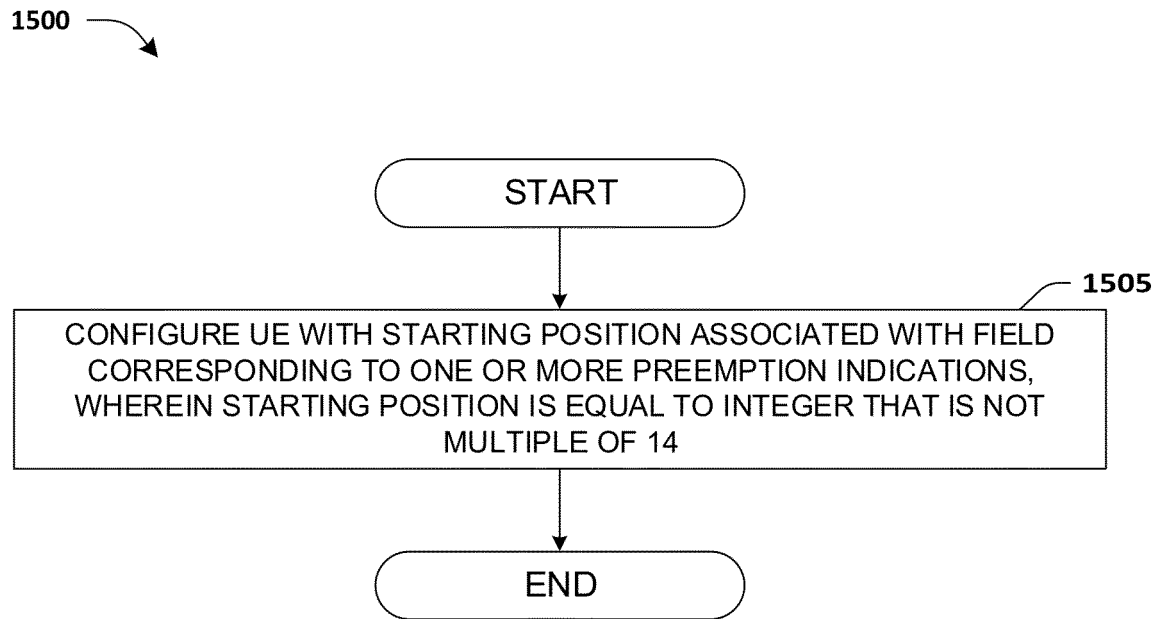 1500
START
1505
CONFIGURE UE WITH STARTING POSITION ASSOCIATED WITH FIELD
CORRESPONDING TO ONE OR MORE PREEMPTION INDICATIONS,
WHEREIN STARTING POSITION IS EQUAL TO INTEGER THAT IS NOT
MULTIPLE OF 14
END